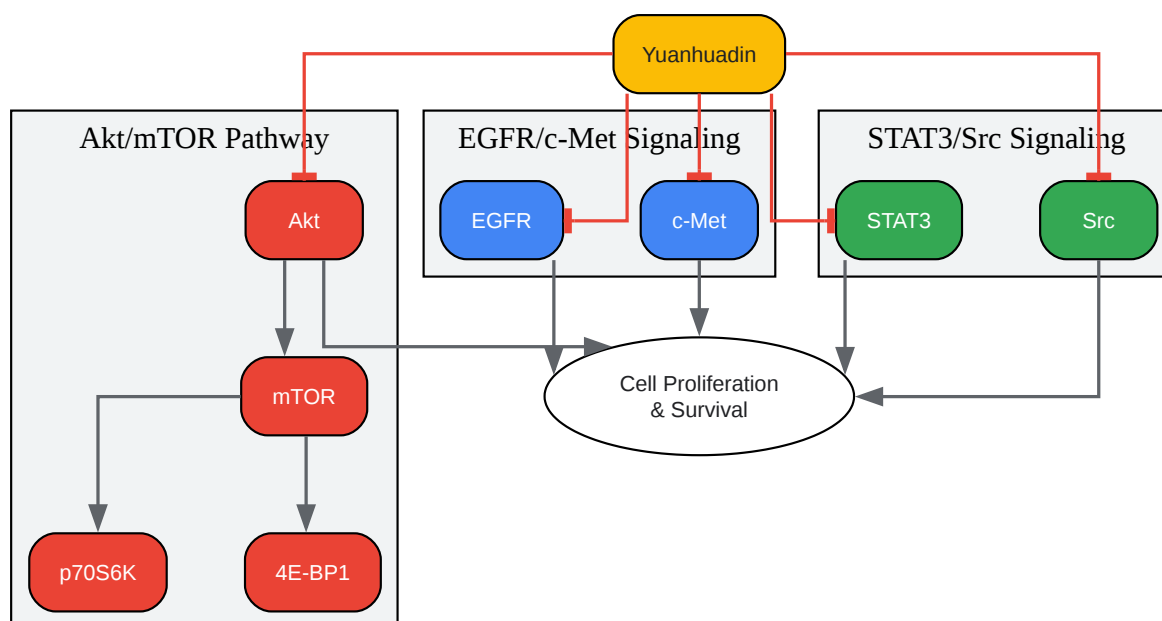 Yuanhuadin
Akt/mTOR Pathway
EGFR/c-Met Signaling
STAT3/Src Signaling
Akt
EGFR
c-Met
STAT3
Src
mTOR
Cell Proliferation
& Survival
p70S6K
4E-BP1